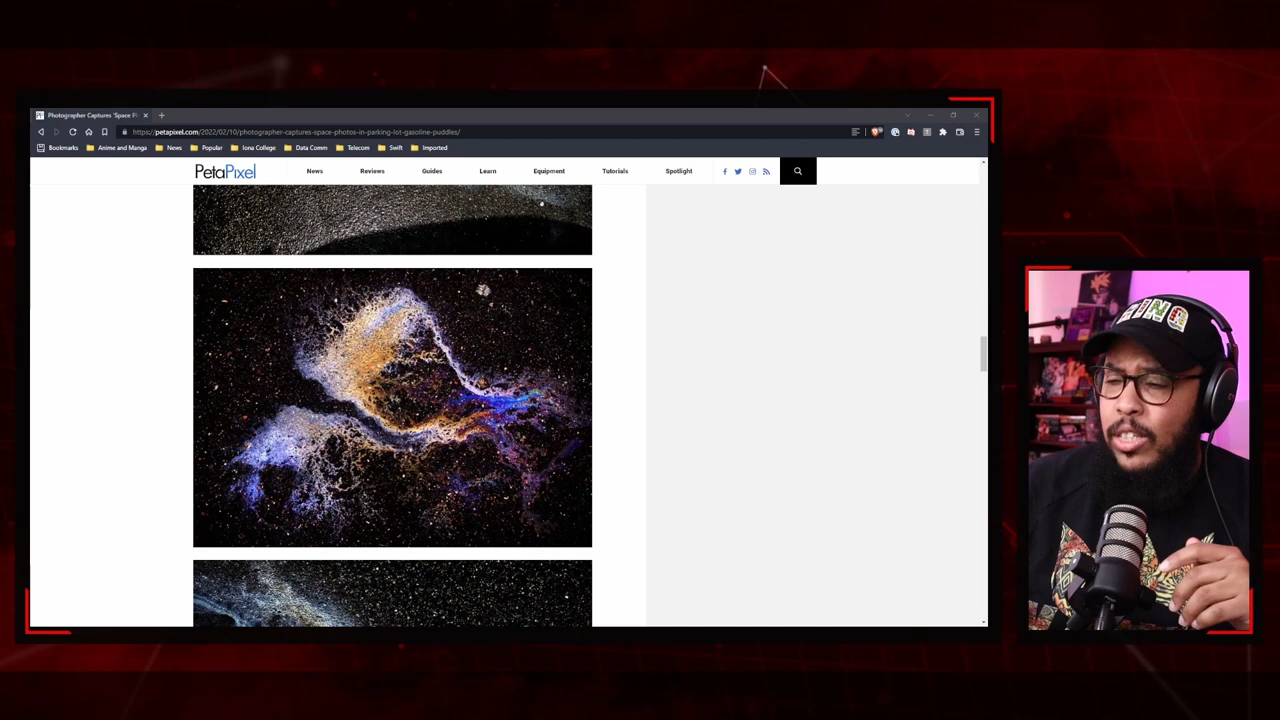 Photographer Captures 'Space Ph
https://petapixel.com/2022/02/10/photographer-captures-space-photos-in-parking-lot-gasoline-puddles/
Bookmarks Anime and Manga News Popular Iona College Data Comm Telecom Swift Imported
PetaPixel News Reviews Guides Learn Equipment Tutorials Spotlight
KING